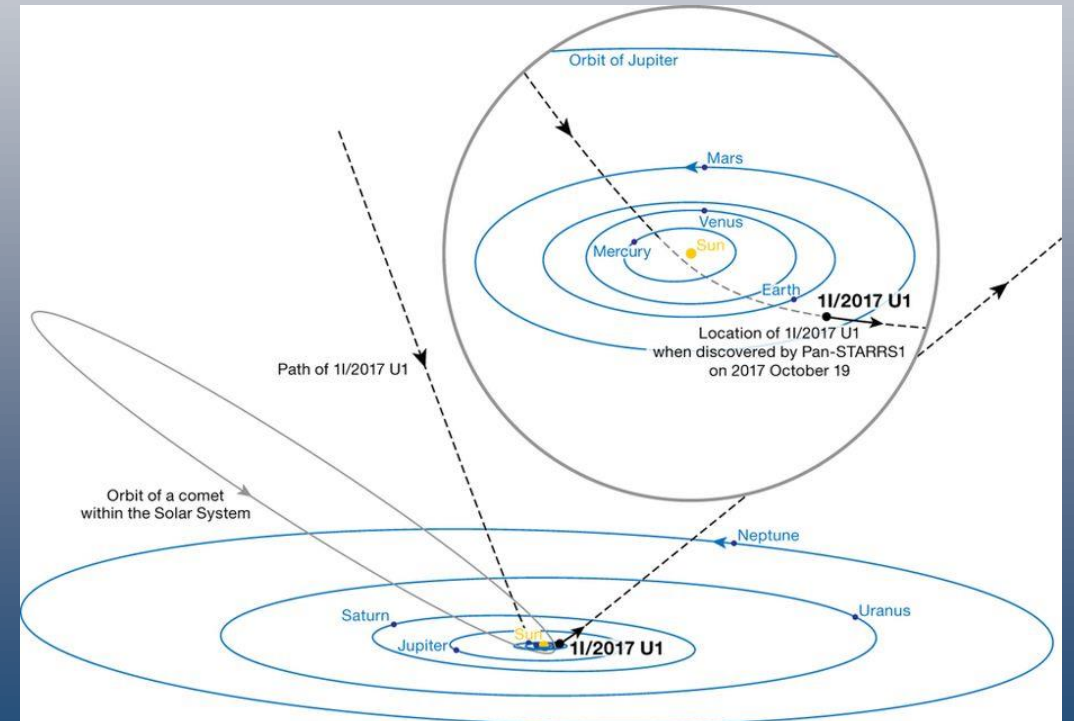 Orbit of Jupiter
Mars
Venus
Mercury
Sun
Earth
1I/2017 U1
Location of 1I/2017 U1
when discovered by Pan-STARRS1
on 2017 October 19
Path of 1I/2017 U1
Orbit of a comet
within the Solar System
Neptune
Saturn
Uranus
Sun
Jupiter
1I/2017 U1